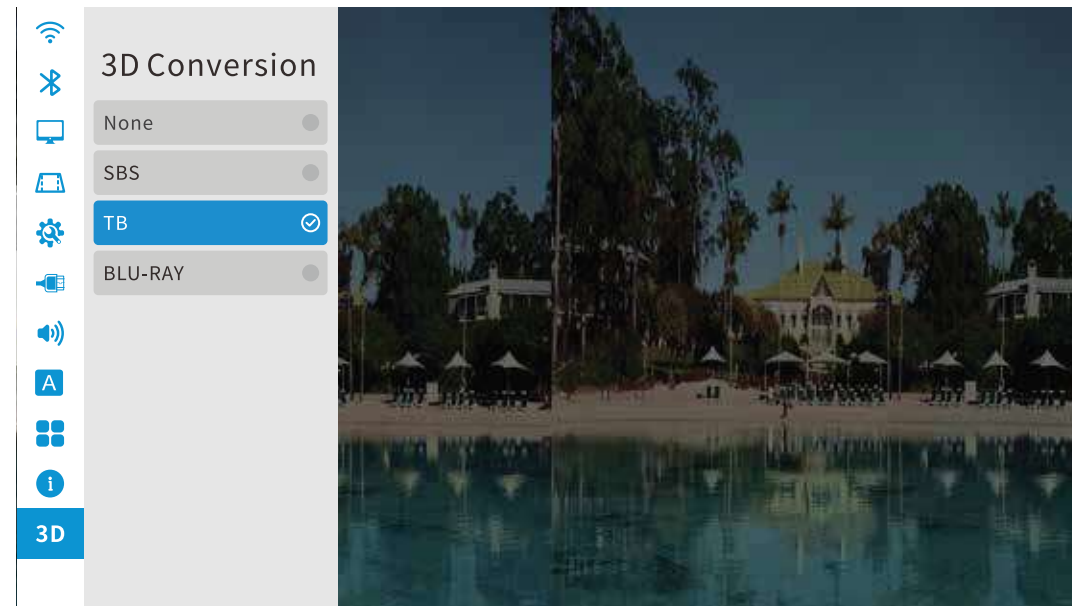 3D Conversion
None
SBS
TB
BLU-RAY
A
i
3D